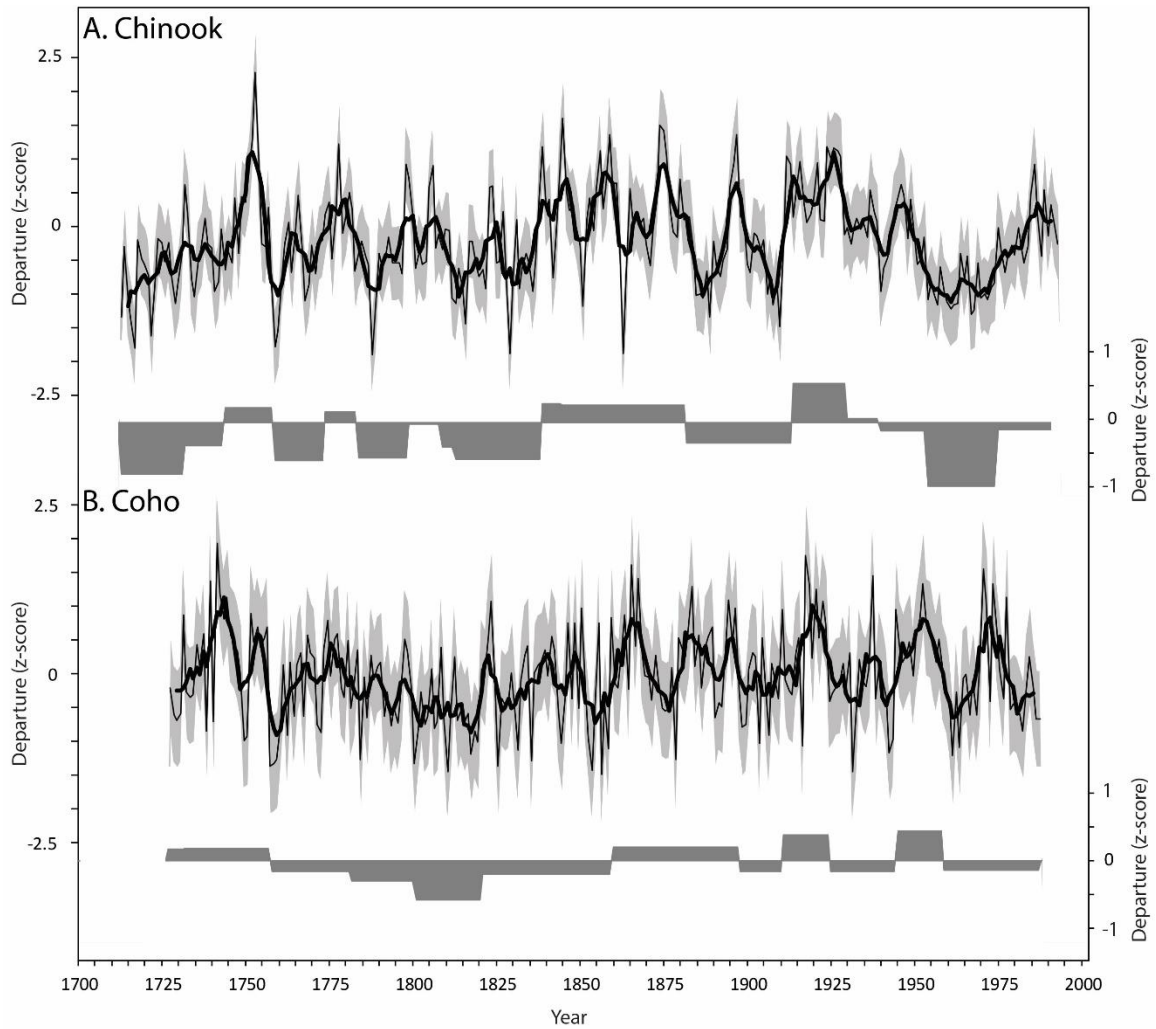 A. Chinook
2.5
0
-2.5
Departure (z-score)
1
0
-1
Departure (z-score)
B. Coho
2.5
0
-2.5
Departure (z-score)
1
0
-1
Departure (z-score)
1700 1725 1750 1775 1800 1825 1850 1875 1900 1925 1950 1975 2000
Year